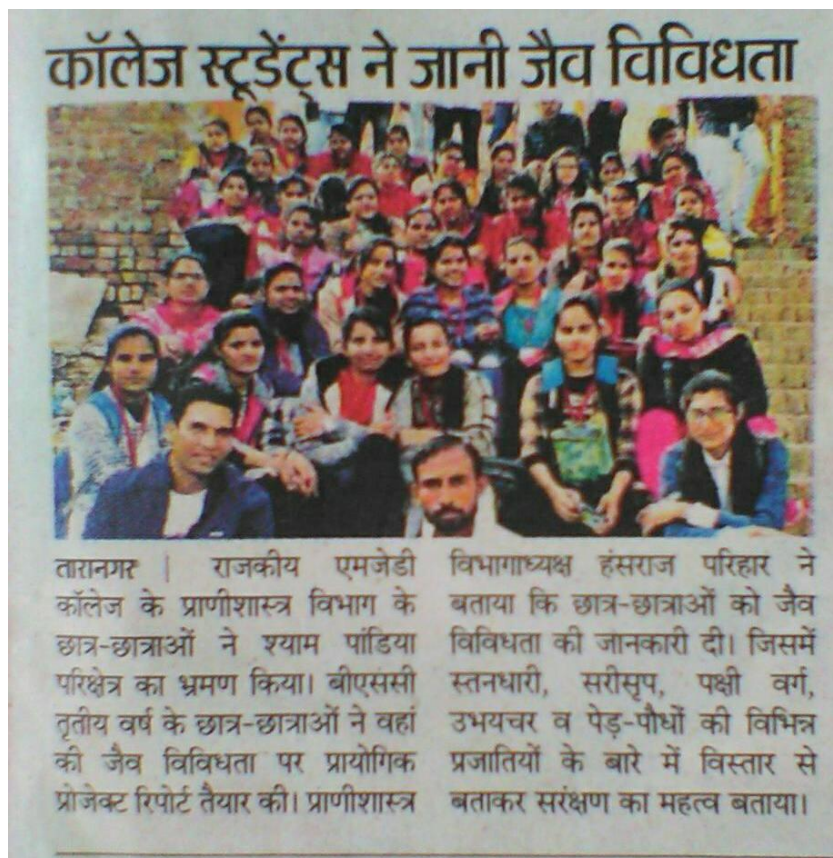 कॉलेज स्टूडेंट्स ने जानी जैव विविधता
तारानगर | राजकीय एमजेडी
कॉलेज के प्राणीशास्त्र विभाग के
छात्र-छात्राओं ने श्याम पांडिया
परिक्षेत्र का भ्रमण किया। बीएससी
तृतीय वर्ष के छात्र-छात्राओं ने वहां
की जैव विविधता पर प्रायोगिक
प्रोजेक्ट रिपोर्ट तैयार की। प्राणीशास्त्र
विभागाध्यक्ष हंसराज परिहार ने
बताया कि छात्र-छात्राओं को जैव
विविधता की जानकारी दी। जिसमें
स्तनधारी, सरीसृप, पक्षी वर्ग,
उभयचर व पेड़-पौधों की विभिन्न
प्रजातियों के बारे में विस्तार से
बताकर सरंक्षण का महत्व बताया।